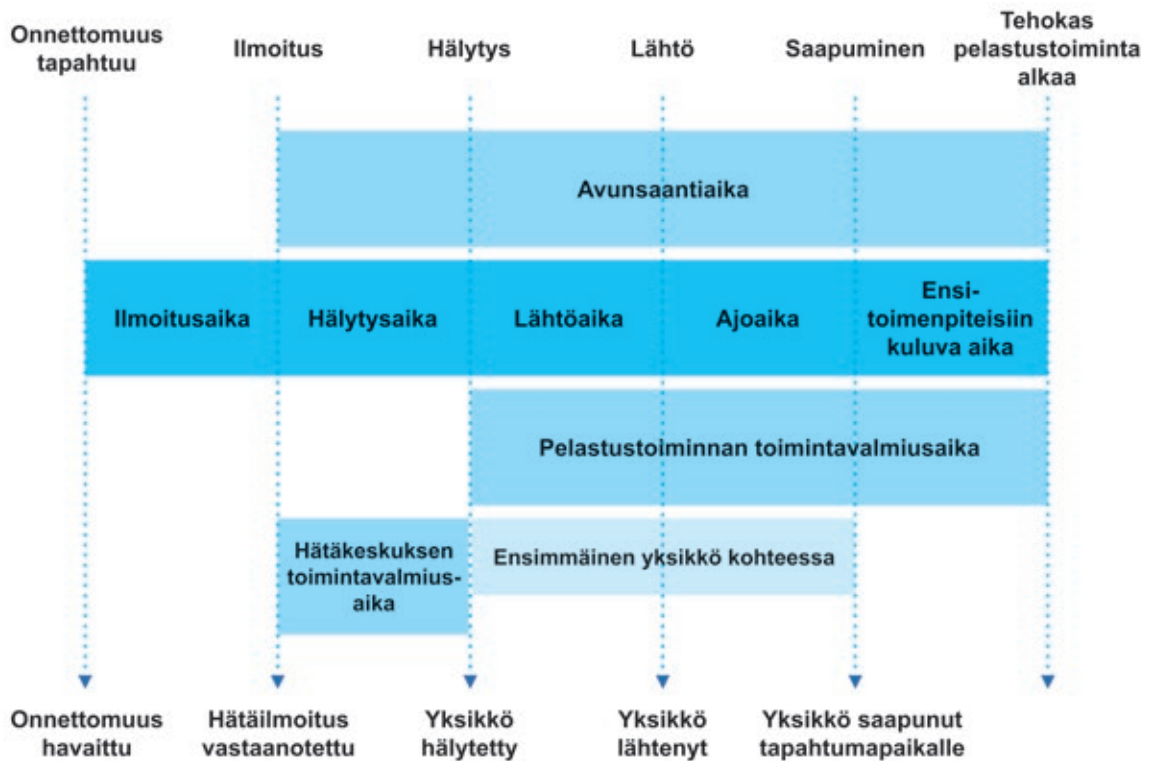 Onnettomuus
tapahtuu
Ilmoitus
Hälytys
Lähtö
Saapuminen
Tehokas
pelastustoiminta
alkaa
Avunsaantiaika
Ilmoitusaika
Hälytysaika
Lähtöaika
Ajoaika
Ensi-
toimenpiteisiin
kuluva aika
Pelastustoiminnan toimintavalmiusaika
Hätäkeskuksen
toimintavalmius-
aika
Ensimmäinen yksikkö kohteessa
Onnettomuus
havaittu
Hätäilmoitus
vastaanotettu
Yksikkö
hälytetty
Yksikkö
lähtenyt
Yksikkö saapunut
tapahtumapaikalle